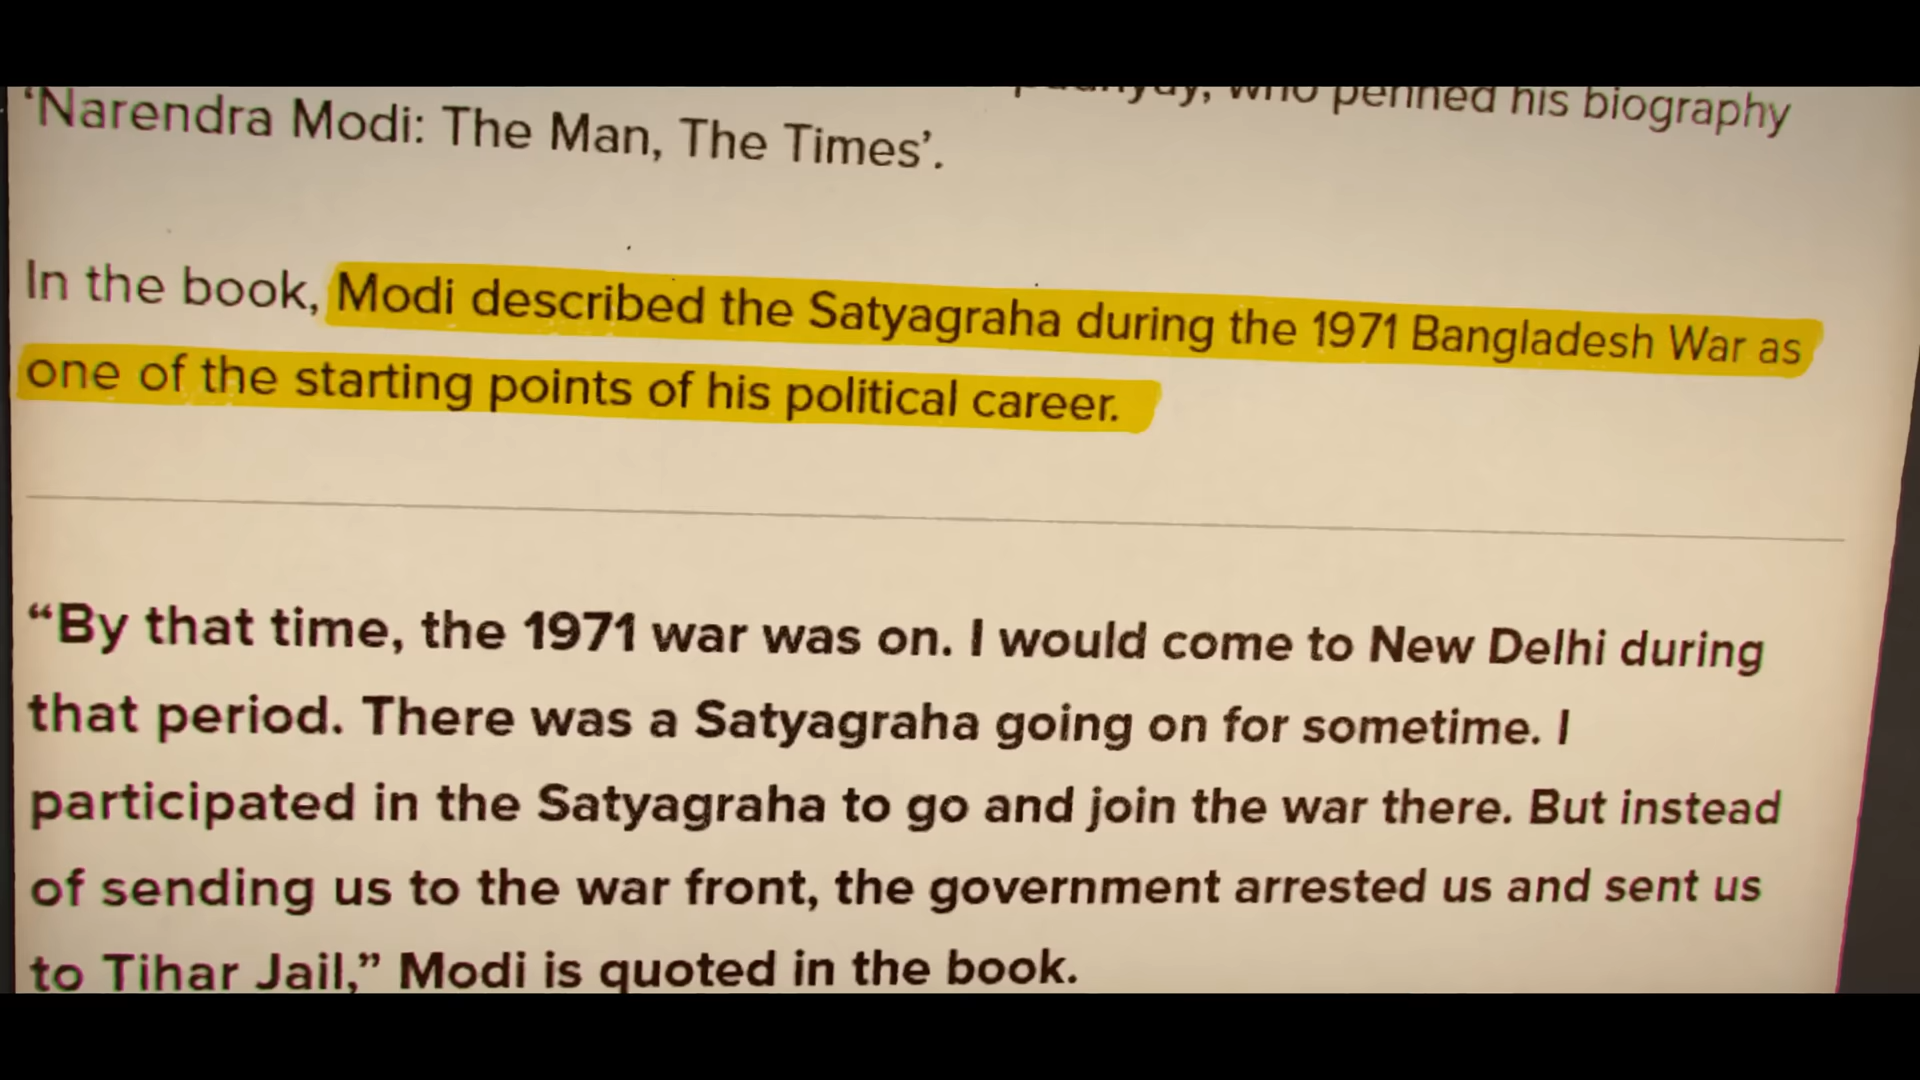 who penned his biography
‘Narendra Modi: The Man, The Times’.
In the book, Modi described the Satyagraha during the 1971 Bangladesh War as
one of the starting points of his political career.
“By that time, the 1971 war was on. I would come to New Delhi during
that period. There was a Satyagraha going on for sometime. I
participated in the Satyagraha to go and join the war there. But instead
of sending us to the war front, the government arrested us and sent us
to Tihar Jail,” Modi is quoted in the book.